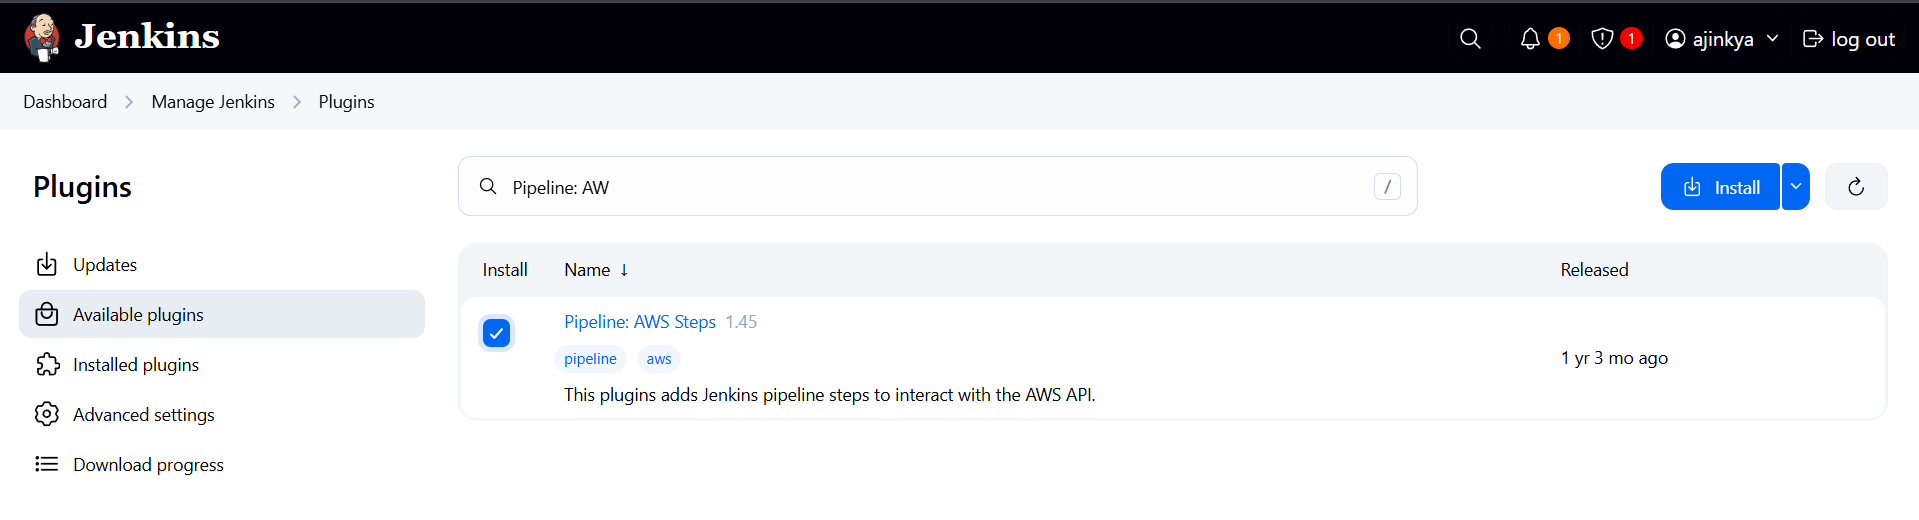 Jenkins
1 1 ajinkya log out
Dashboard Manage Jenkins Plugins
Plugins
Pipeline: AW /
Install
Updates
Available plugins
Installed plugins
Advanced settings
Download progress
Install Name ↓ Released
Pipeline: AWS Steps 1.45
pipeline aws
1 yr 3 mo ago
This plugins adds Jenkins pipeline steps to interact with the AWS API.